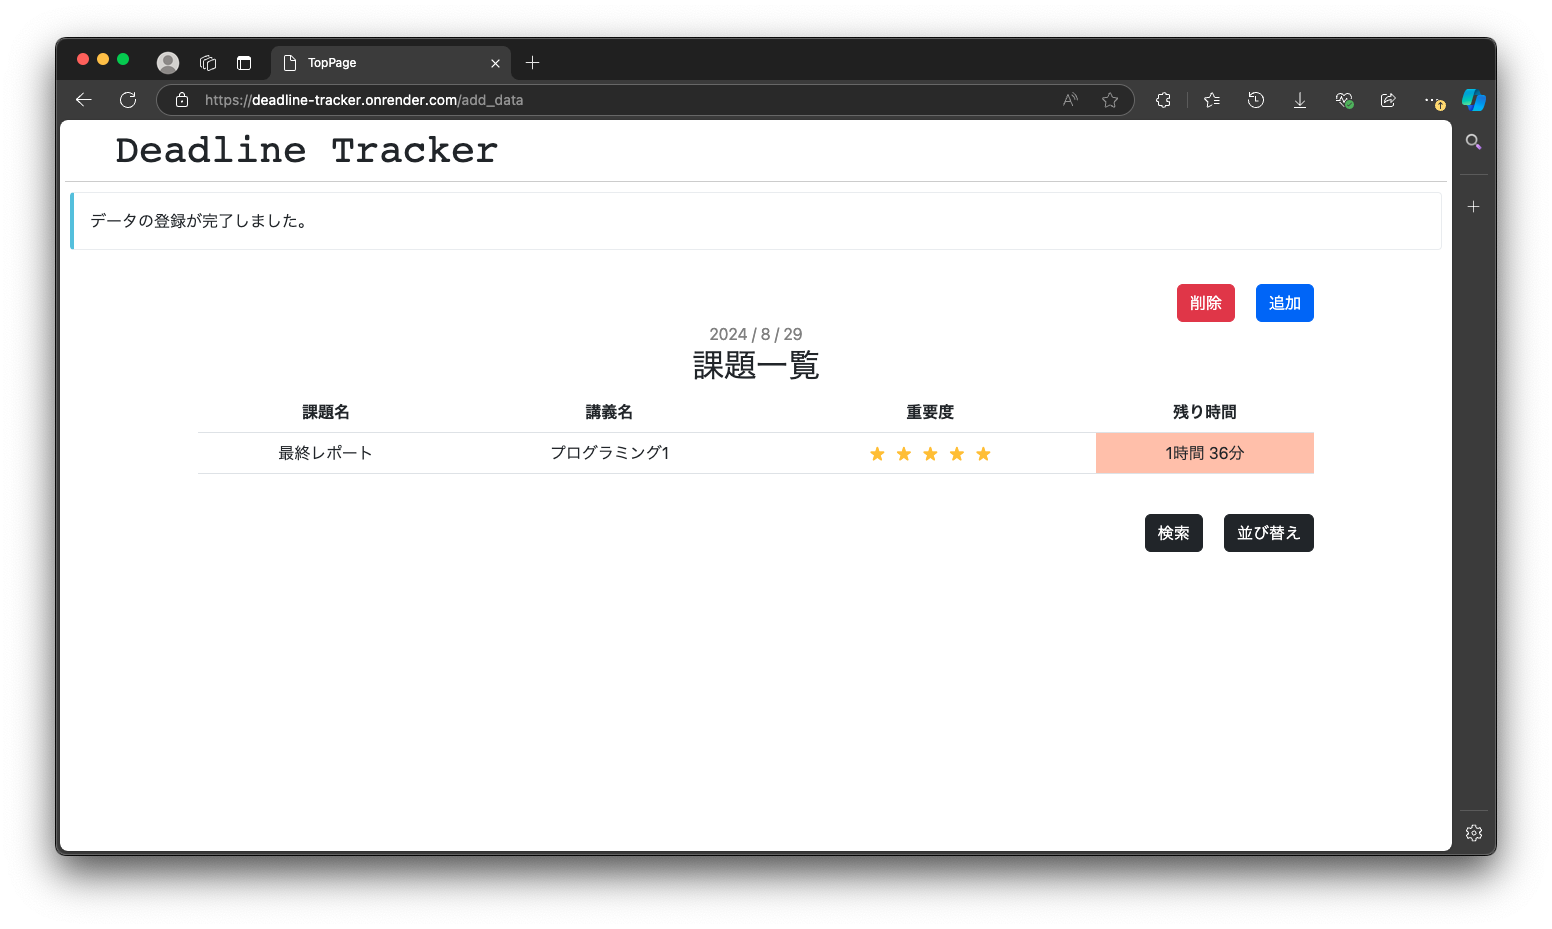 TopPage
https://deadline-tracker.onrender.com/add_data
Deadline Tracker
データの登録が完了しました。
削除 追加
2024 / 8 / 29
課題一覧
課題名 講義名 重要度 残り時間
最終レポート プログラミング1 ★ ★ ★ ★ ★ 1時間 36分
検索 並び替え